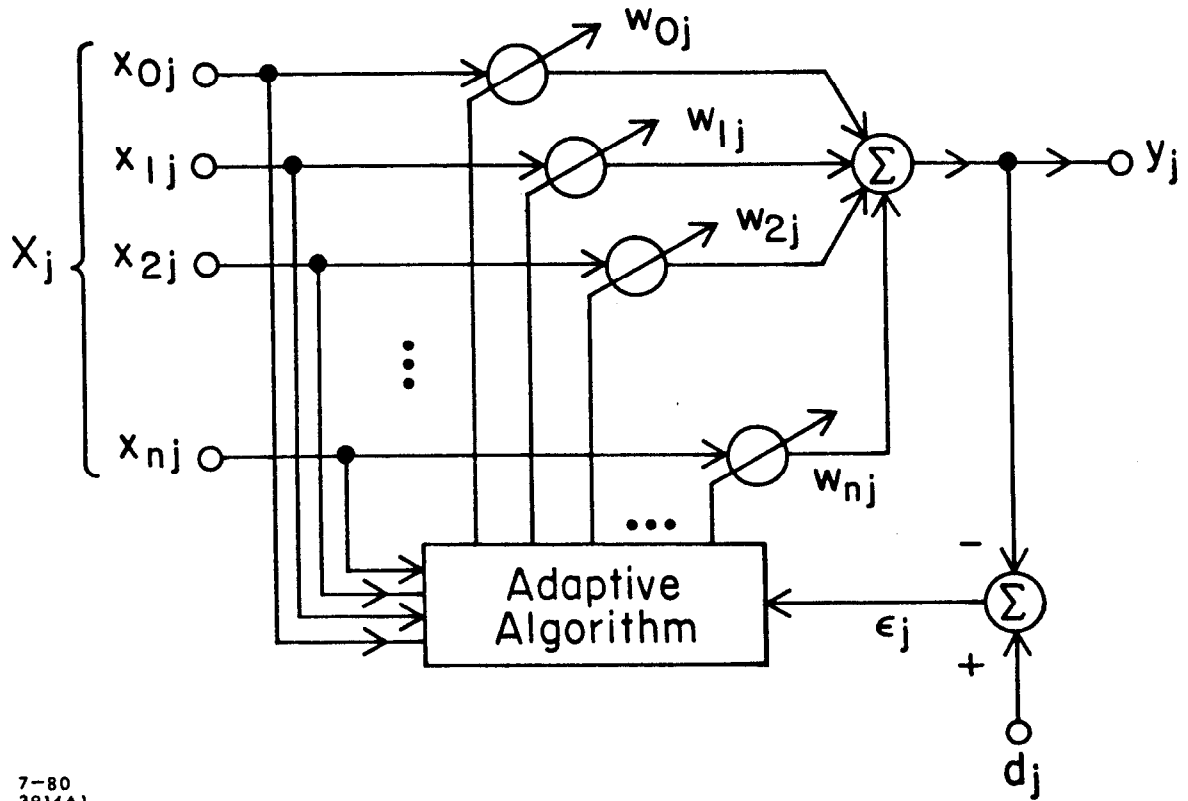 x0j
w0j
x1j
w1j
Σ
yj
Xj
x2j
w2j
xnj
wnj
−
Adaptive
Algorithm
ϵj
Σ
+
dj
7-80